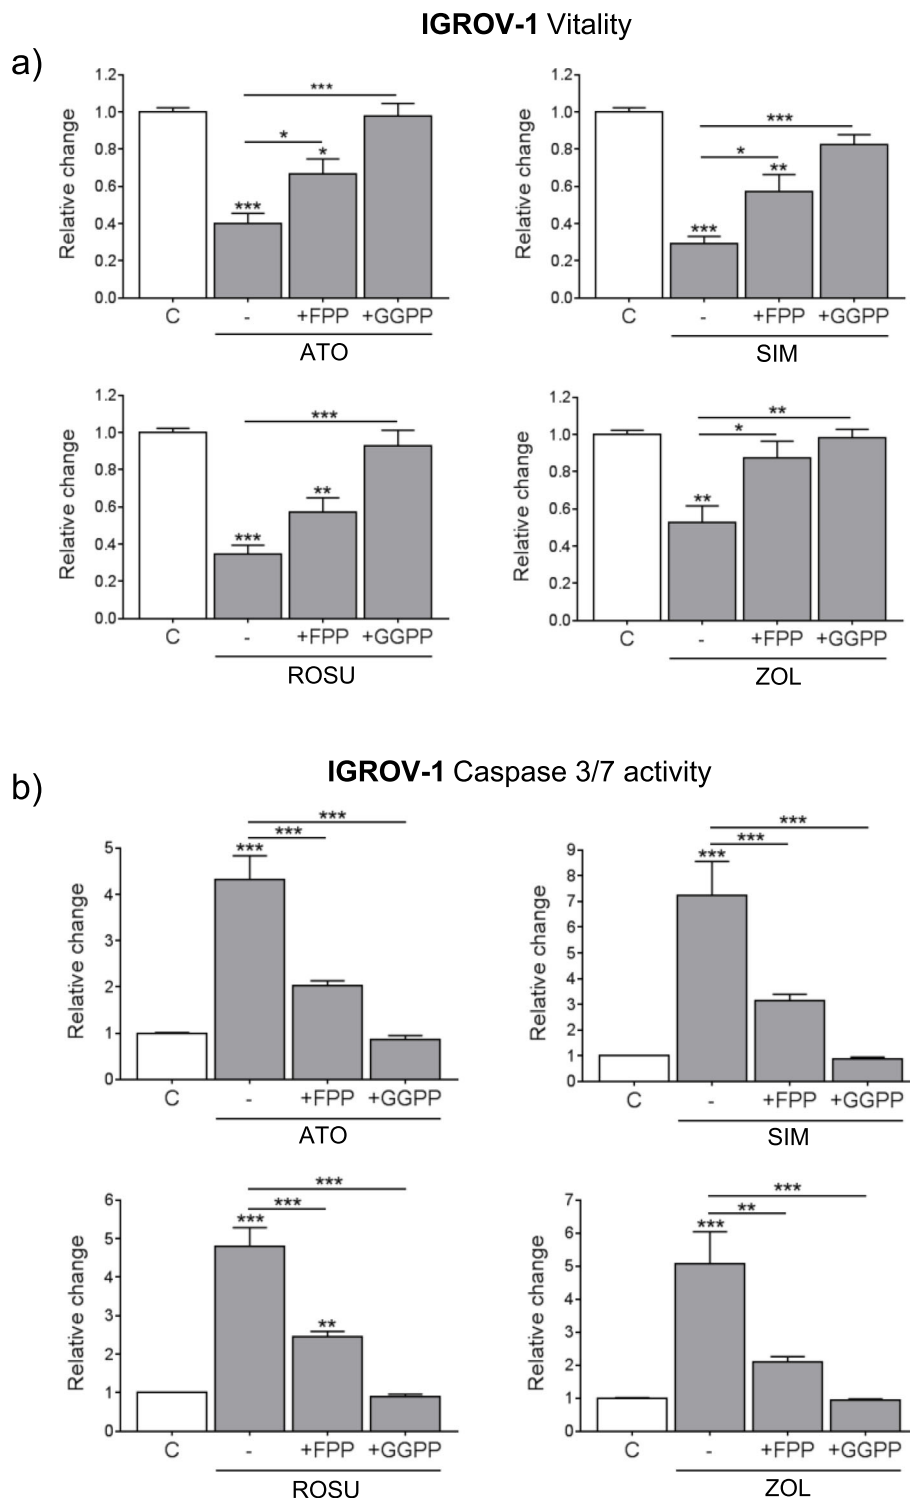 IGROV-1 Vitality
a)
***
*
***
*
Relative change
1.2
1.0
0.8
0.6
0.4
0.2
0.0
C
-
+FPP
+GGPP
ATO
***
*
***
**
Relative change
1.2
1.0
0.8
0.6
0.4
0.2
0.0
C
-
+FPP
+GGPP
SIM
***
***
**
Relative change
1.2
1.0
0.8
0.6
0.4
0.2
0.0
C
-
+FPP
+GGPP
ROSU
**
*
**
Relative change
1.2
1.0
0.8
0.6
0.4
0.2
0.0
C
-
+FPP
+GGPP
ZOL
IGROV-1 Caspase 3/7 activity
b)
***
***
***
Relative change
5
4
3
2
1
0
C
-
+FPP
+GGPP
ATO
***
***
***
Relative change
9
8
7
6
5
4
3
2
1
0
C
-
+FPP
+GGPP
SIM
***
***
***
**
Relative change
6
5
4
3
2
1
0
C
-
+FPP
+GGPP
ROSU
***
**
***
Relative change
7
6
5
4
3
2
1
0
C
-
+FPP
+GGPP
ZOL